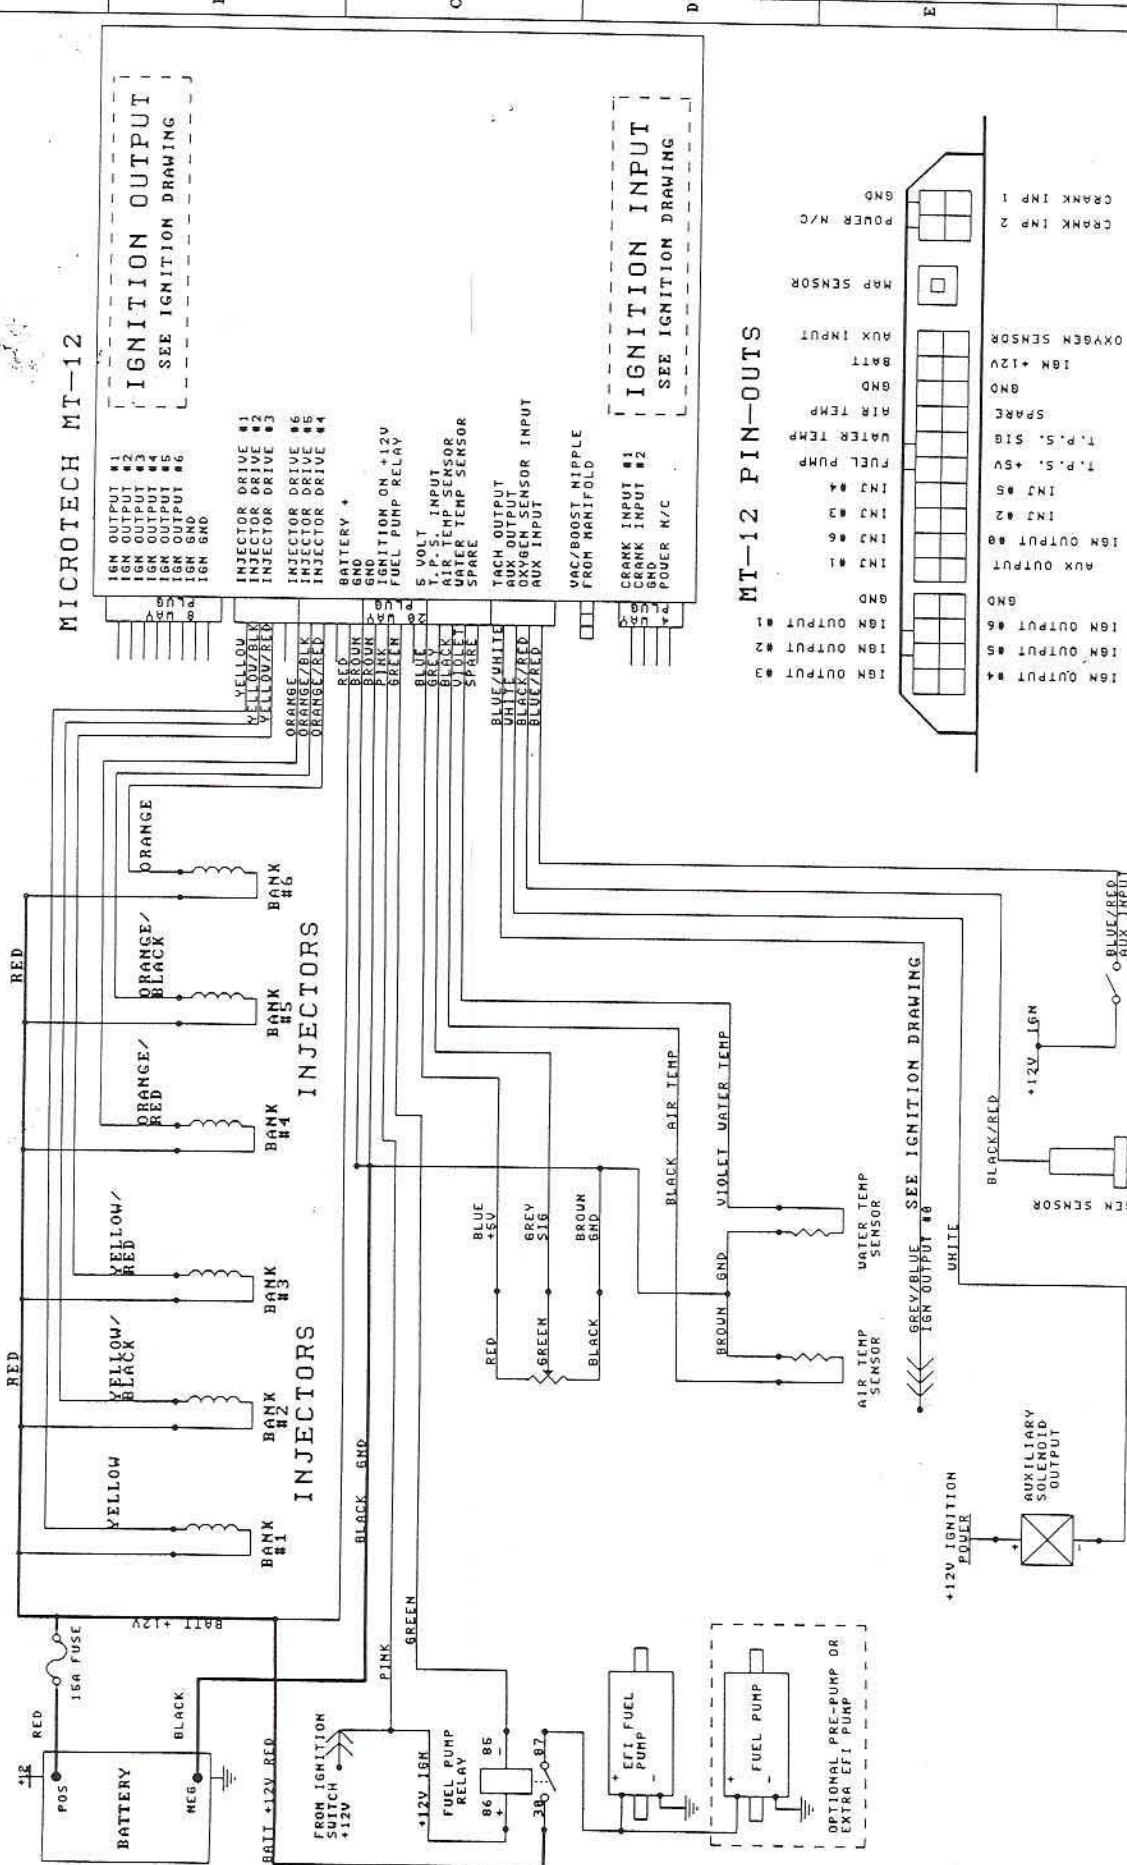 B
C
D
E
MICROTECH MT-12
IGNITION OUTPUT
SEE IGNITION DRAWING
IGN OUTPUT #1
IGN OUTPUT #2
IGN OUTPUT #3
IGN OUTPUT #4
IGN OUTPUT #5
IGN OUTPUT #6
IGN GND
IGN GND
8 WAY
PLUG
INJECTOR DRIVE #1
INJECTOR DRIVE #2
INJECTOR DRIVE #3
INJECTOR DRIVE #6
INJECTOR DRIVE #5
INJECTOR DRIVE #4
BATTERY +
GND
GND
IGNITION ON +12V
FUEL PUMP RELAY
5 VOLT
T.P.S. INPUT
AIR TEMP SENSOR
WATER TEMP SENSOR
SPARE
TACH OUTPUT
AUX OUTPUT
OXYGEN SENSOR INPUT
AUX INPUT
20 WAY
PLUG
VAC/BOOST NIPPLE
FROM MANIFOLD
CRANK INPUT #1
CRANK INPUT #2
GND
POWER N/C
4 WAY
PLUG
IGNITION INPUT
SEE IGNITION DRAWING
YELLOW
YELLOW/BLK
YELLOW/RED
ORANGE
ORANGE/BLK
ORANGE/RED
RED
BROWN
BROWN
PINK
GREEN
BLUE
GREY
BLACK
VIOLET
SPARE
BLUE/WHITE
WHITE
BLACK/RED
BLUE/RED
MT-12 PIN-OUTS
GND
POWER N/C
MAP SENSOR
AUX INPUT
BATT
GND
AIR TEMP
WATER TEMP
FUEL PUMP
INJ #4
INJ #3
INJ #6
INJ #1
GND
IGN OUTPUT #1
IGN OUTPUT #2
IGN OUTPUT #3
CRANK INP 1
CRANK INP 2
OXYGEN SENSOR
IGN +12V
GND
SPARE
T.P.S. SIG
T.P.S. +5V
INJ #5
INJ #2
IGN OUTPUT #0
AUX OUTPUT
GND
IGN OUTPUT #6
IGN OUTPUT #5
IGN OUTPUT #4
RED
RED
YELLOW
YELLOW/
BLACK
YELLOW/
RED
ORANGE/
RED
ORANGE/
BLACK
ORANGE
BANK
#1
BANK
#2
BANK
#3
BANK
#4
BANK
#5
BANK
#6
INJECTORS
INJECTORS
+12
RED
15A FUSE
BATT +12V
POS
BATTERY
NEG
BLACK
BATT +12V RED
BLACK GND
PINK
GREEN
FROM IGNITION
SWITCH
+12V
+12V IGN
FUEL PUMP
RELAY
86
+
85
-
30
87
EFI FUEL
PUMP
+
-
FUEL PUMP
+
-
OPTIONAL PRE-PUMP OR
EXTRA EFI PUMP
BLUE
+5V
GREY
SIG
BROWN
GND
RED
GREEN
BLACK
BLACK AIR TEMP
VIOLET WATER TEMP
BROWN GND
AIR TEMP
SENSOR
WATER TEMP
SENSOR
GREY/BLUE SEE IGNITION DRAWING
IGN OUTPUT #0
WHITE
+12V IGNITION
POWER
AUXILIARY
SOLENOID
OUTPUT
+
-
BLACK/RED
GEN SENSOR
+12V IGN
BLUE/RED
AUX INPUT